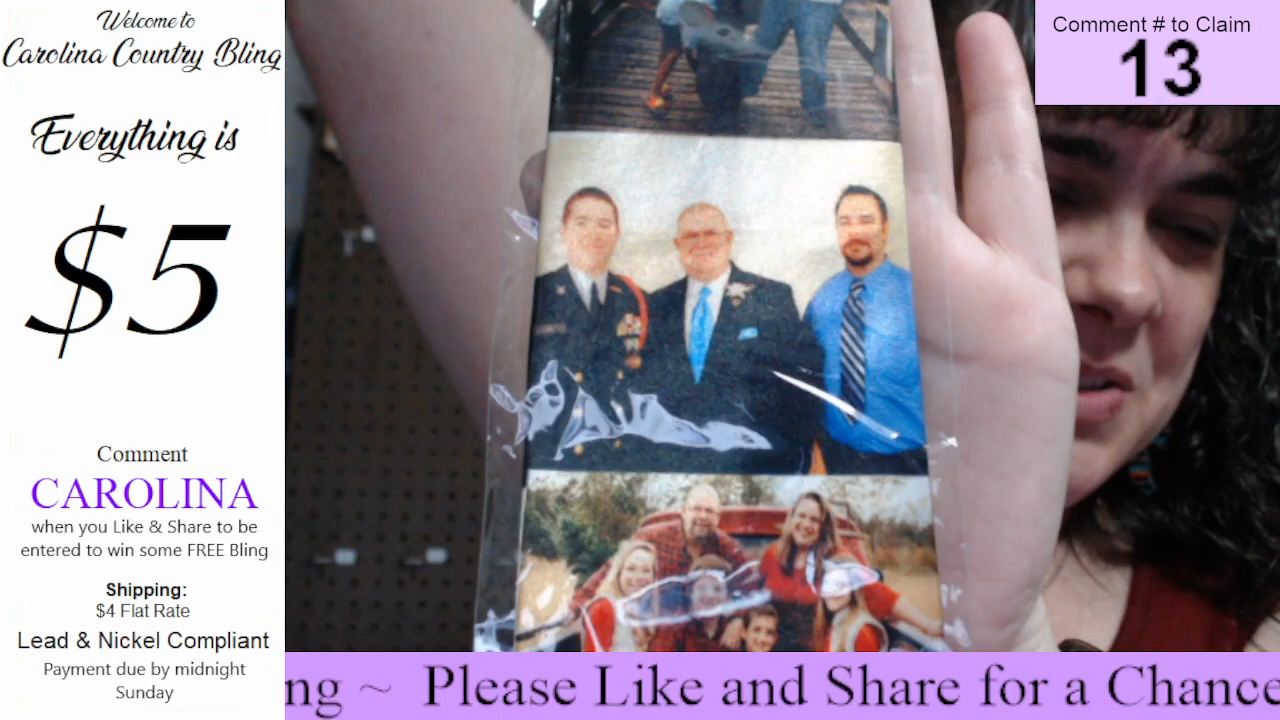 Welcome to
Carolina Country Bling
Everything is
$5
Comment
CAROLINA
when you Like & Share to be
entered to win some FREE Bling
Shipping:
$4 Flat Rate
Lead & Nickel Compliant
Payment due by midnight
Sunday
Comment # to Claim
13
ng ~ Please Like and Share for a Chance